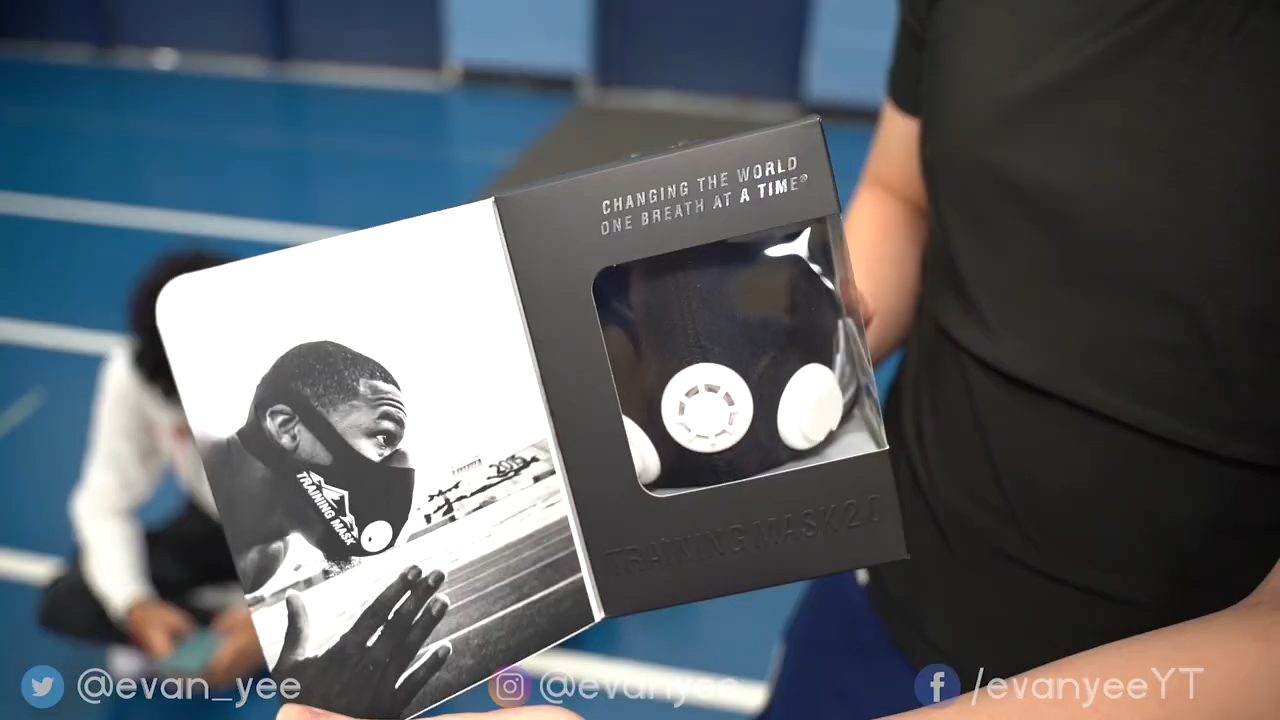 CHANGING THE WORLD
ONE BREATH AT A TIME®
TRAINING MASK
TRAINING MASK 2.0
@evan_yee
@evanyee
/evanyeeYT